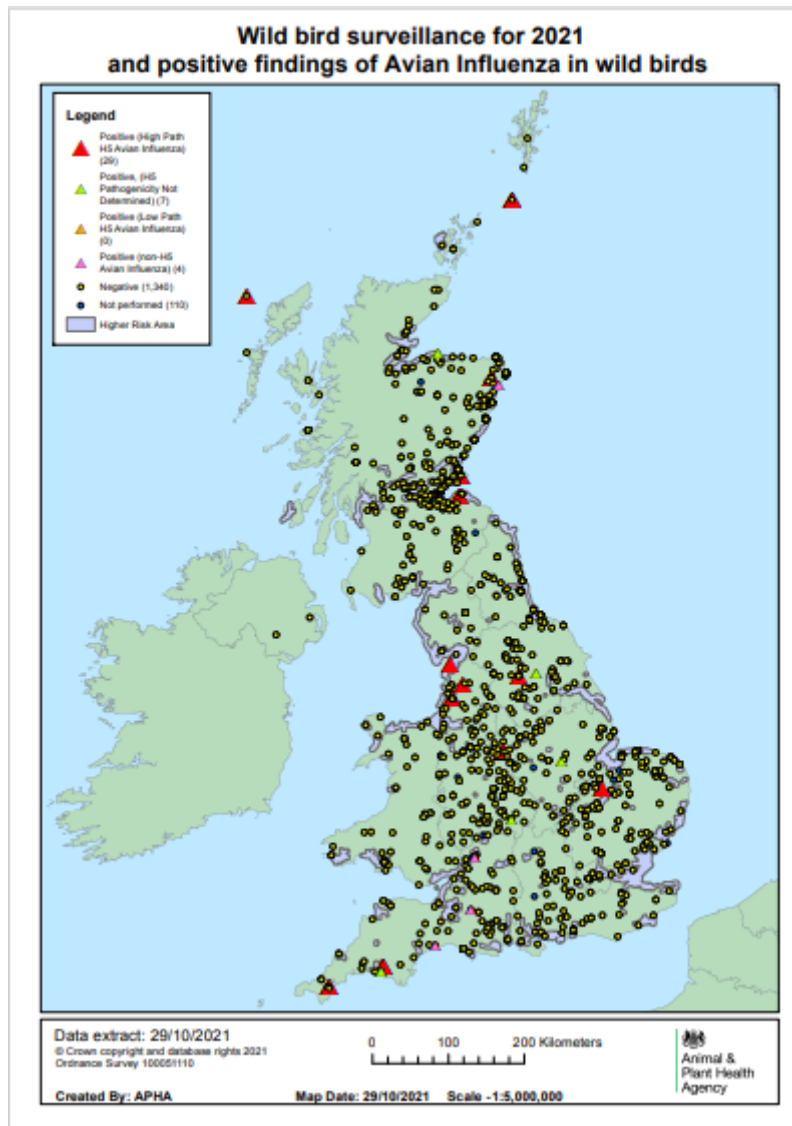 Wild bird surveillance for 2021
and positive findings of Avian Influenza in wild birds
Legend
Positive (High Path
H5 Avian Influenza)
(29)
Positive, (H5
Pathogenicity Not
Determined) (7)
Positive (Low Path
H5 Avian Influenza)
(0)
Positive (non-H5
Avian Influenza) (4)
Negative (1,340)
Not performed (110)
Higher Risk Area
Data extract: 29/10/2021
© Crown copyright and database rights 2021
Ordnance Survey 100051110
Created By: APHA
0 100 200 Kilometers
Map Date: 29/10/2021 Scale -1:5,000,000
Animal &
Plant Health
Agency